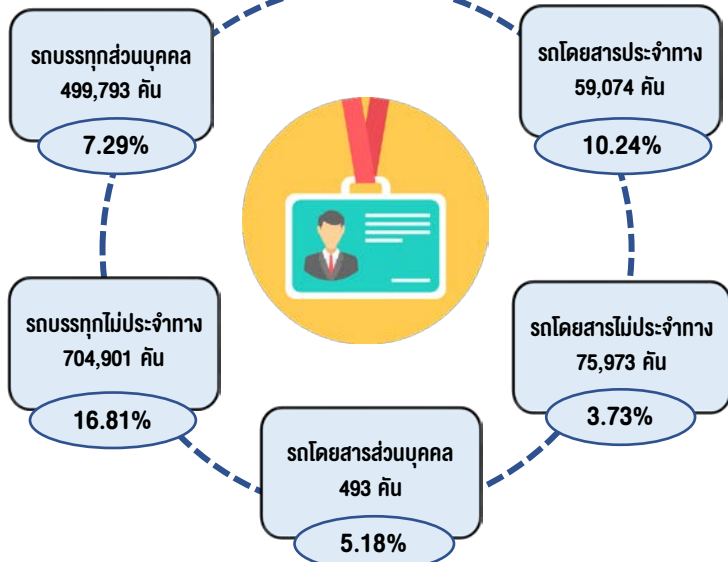 รถบรรทุกส่วนบุคคล
499,793 คัน
7.29%
รถโดยสารประจำทาง
59,074 คัน
10.24%
รถบรรทุกไม่ประจำทาง
704,901 คัน
16.81%
รถโดยสารไม่ประจำทาง
75,973 คัน
3.73%
รถโดยสารส่วนบุคคล
493 คัน
5.18%